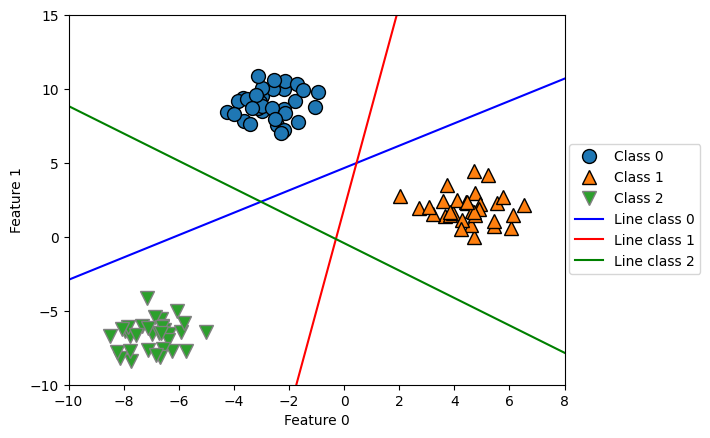 15
10
5
0
−5
−10
Feature 1
−10 −8 −6 −4 −2 0 2 4 6 8
Feature 0
Class 0
Class 1
Class 2
Line class 0
Line class 1
Line class 2